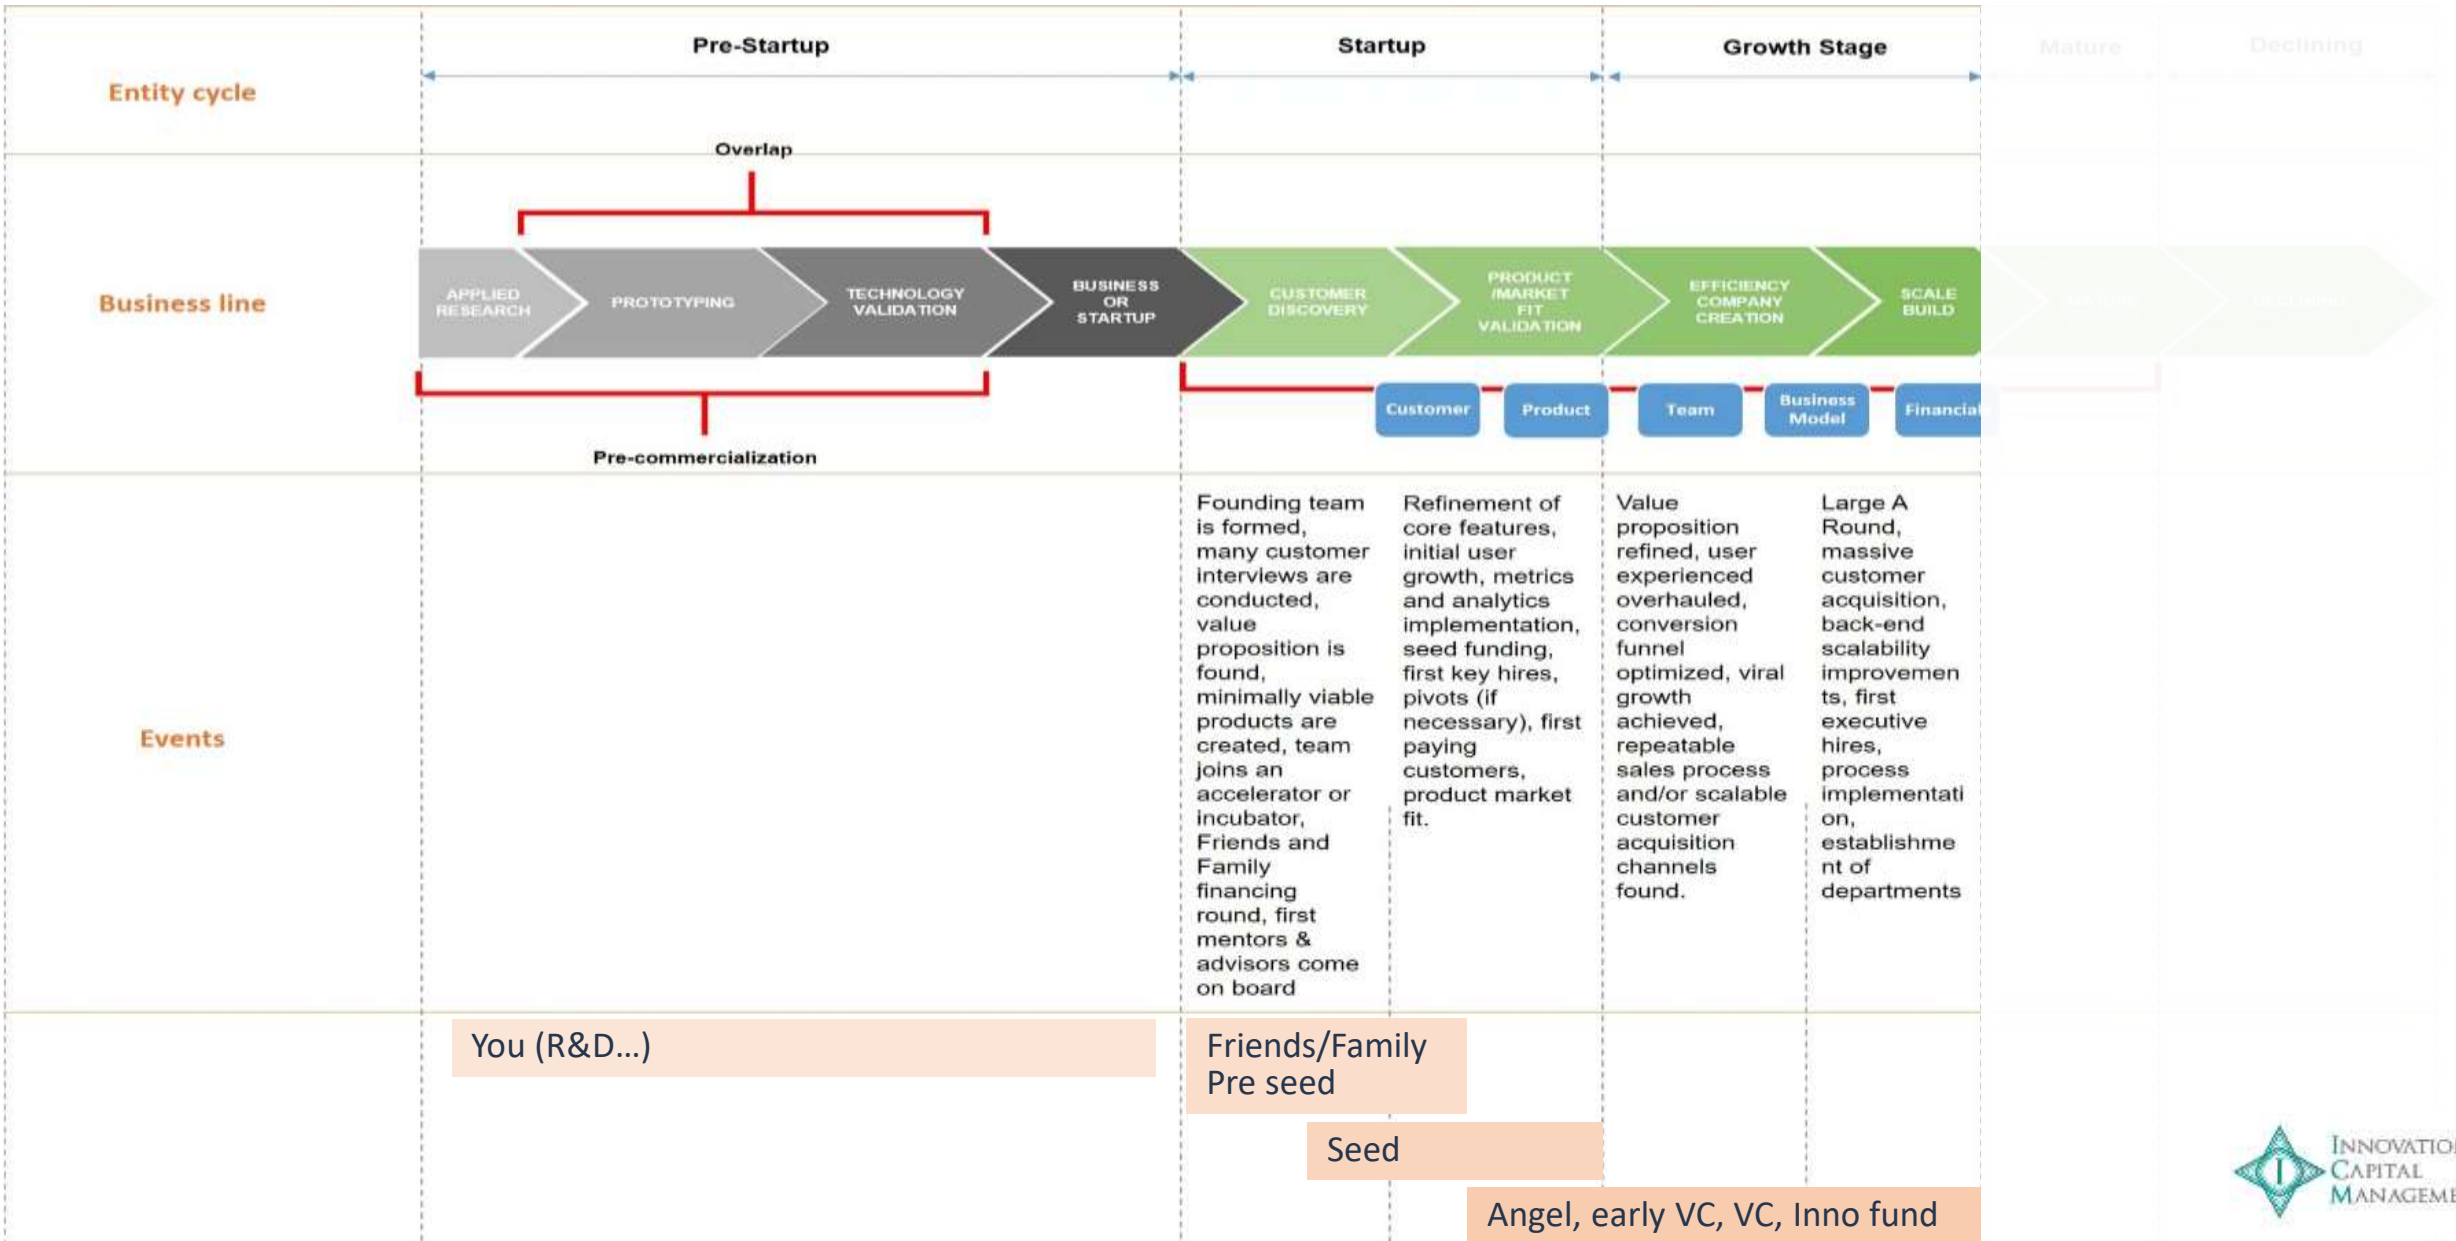 Pre-Startup
Startup
Growth Stage
Mature
Declining
Entity cycle
Overlap
Business line
APPLIED
RESEARCH
PROTOTYPING
TECHNOLOGY
VALIDATION
BUSINESS
OR
STARTUP
CUSTOMER
DISCOVERY
PRODUCT
/MARKET
FIT
VALIDATION
EFFICIENCY
COMPANY
CREATION
SCALE
BUILD
MATURE
DECLINING
Customer
Product
Team
Business
Model
Financial
Pre-commercialization
Events
Founding team
is formed,
many customer
interviews are
conducted,
value
proposition is
found,
minimally viable
products are
created, team
joins an
accelerator or
incubator,
Friends and
Family
financing
round, first
mentors &
advisors come
on board
Refinement of
core features,
initial user
growth, metrics
and analytics
implementation,
seed funding,
first key hires,
pivots (if
necessary), first
paying
customers,
product market
fit.
Value
proposition
refined, user
experienced
overhauled,
conversion
funnel
optimized, viral
growth
achieved,
repeatable
sales process
and/or scalable
customer
acquisition
channels
found.
Large A
Round,
massive
customer
acquisition,
back-end
scalability
improvemen
ts, first
executive
hires,
process
implementati
on,
establishme
nt of
departments
You (R&D...)
Friends/Family
Pre seed
Seed
Angel, early VC, VC, Inno fund
I
INNOVATION
CAPITAL
MANAGEME